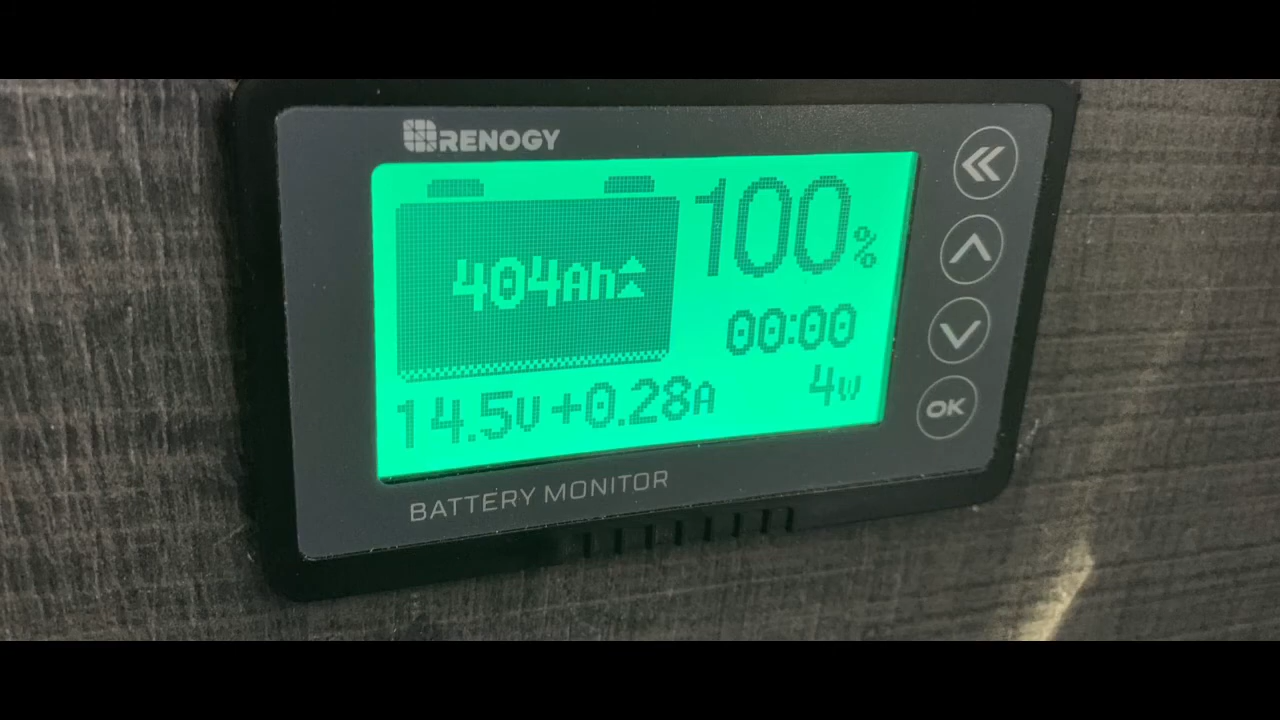 RENOGY
404Ah
100%
00:00
14.5V +0.28A 4W
BATTERY MONITOR
OK